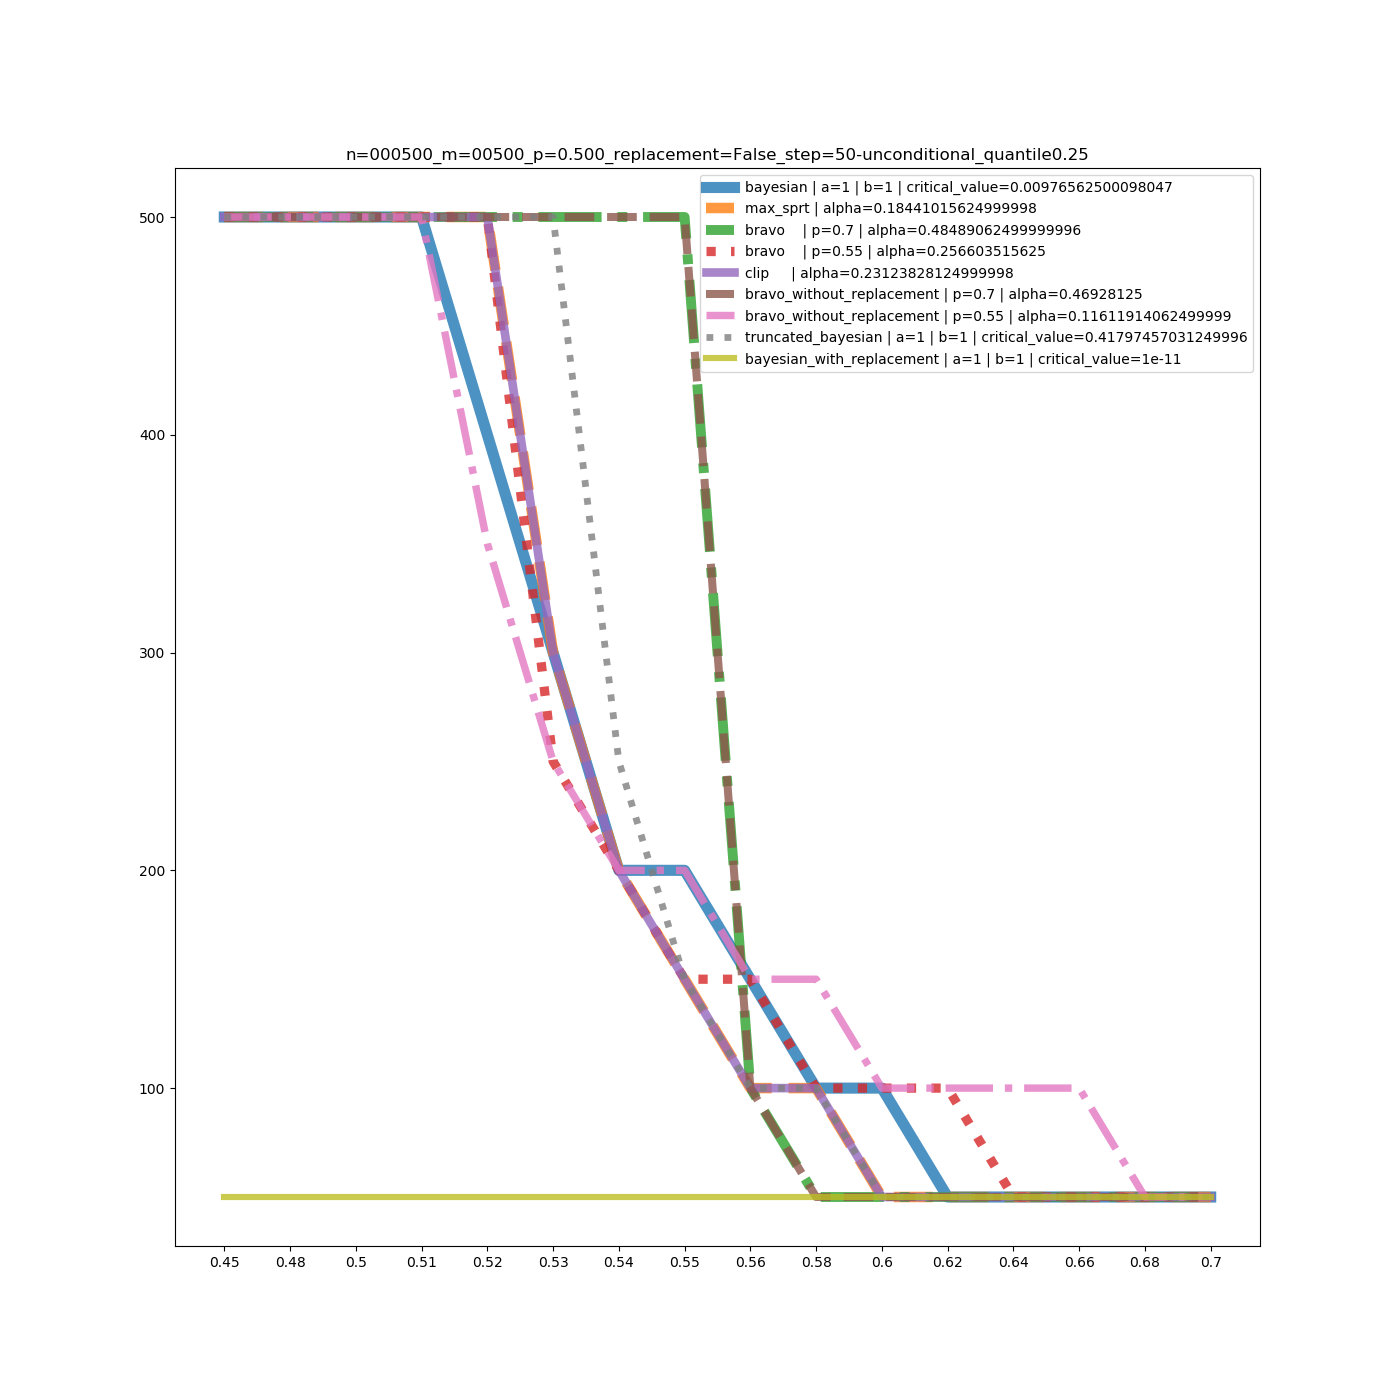 n=000500_m=00500_p=0.500_replacement=False_step=50-unconditional_quantile0.25
bayesian | a=1 | b=1 | critical_value=0.00976562500098047
max_sprt | alpha=0.18441015624999998
bravo    | p=0.7 | alpha=0.48489062499999996
bravo    | p=0.55 | alpha=0.256603515625
clip     | alpha=0.23123828124999998
bravo_without_replacement | p=0.7 | alpha=0.46928125
bravo_without_replacement | p=0.55 | alpha=0.11611914062499999
truncated_bayesian | a=1 | b=1 | critical_value=0.41797457031249996
bayesian_with_replacement | a=1 | b=1 | critical_value=1e-11
500
400
300
200
100
0.45 0.48 0.5 0.51 0.52 0.53 0.54 0.55 0.56 0.58 0.6 0.62 0.64 0.66 0.68 0.7